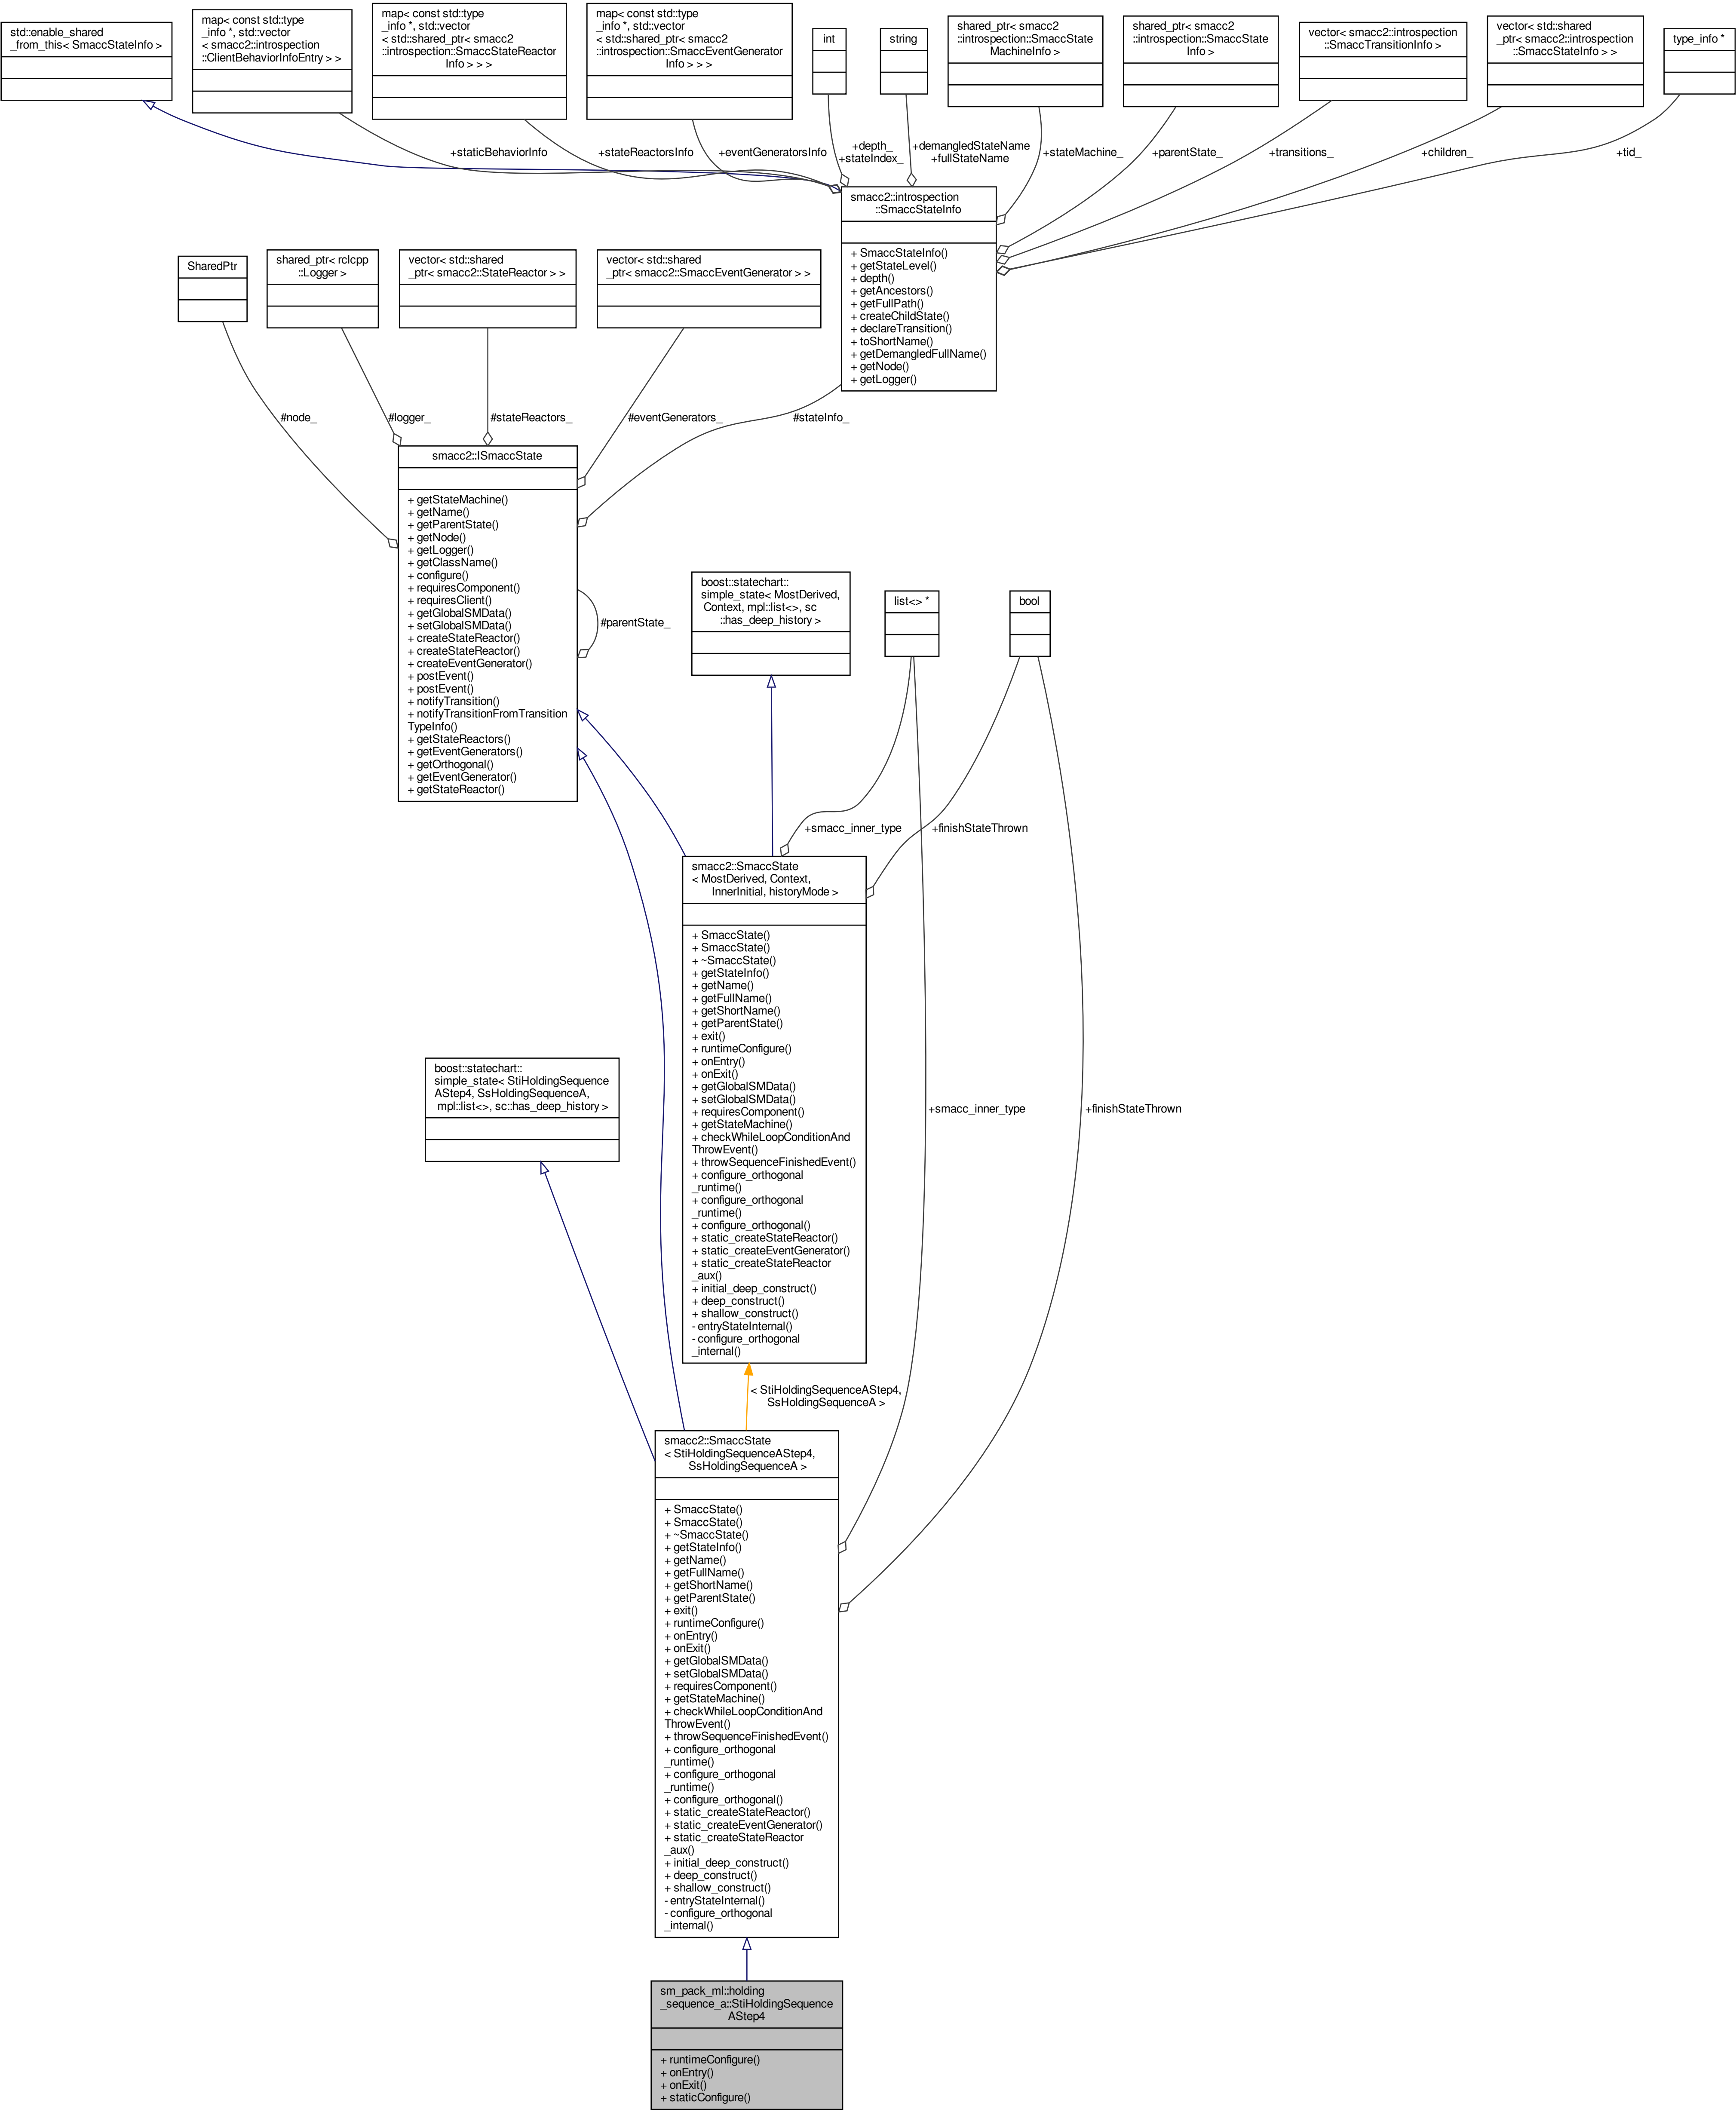 std::enable_shared
_from_this< SmaccStateInfo >
map< const std::type
_info *, std::vector
< smacc2::introspection
::ClientBehaviorInfoEntry > >
map< const std::type
_info *, std::vector
< std::shared_ptr< smacc2
::introspection::SmaccStateReactor
Info > > >
map< const std::type
_info *, std::vector
< std::shared_ptr< smacc2
::introspection::SmaccEventGenerator
Info > > >
int
string
shared_ptr< smacc2
::introspection::SmaccState
MachineInfo >
shared_ptr< smacc2
::introspection::SmaccState
Info >
vector< smacc2::introspection
::SmaccTransitionInfo >
vector< std::shared
_ptr< smacc2::introspection
::SmaccStateInfo > >
type_info *
+staticBehaviorInfo
+stateReactorsInfo
+eventGeneratorsInfo
+depth_
+stateIndex_
+demangledStateName
+fullStateName
+stateMachine_
+parentState_
+transitions_
+children_
+tid_
smacc2::introspection
::SmaccStateInfo
+ SmaccStateInfo()
+ getStateLevel()
+ depth()
+ getAncestors()
+ getFullPath()
+ createChildState()
+ declareTransition()
+ toShortName()
+ getDemangledFullName()
+ getNode()
+ getLogger()
SharedPtr
shared_ptr< rclcpp
::Logger >
vector< std::shared
_ptr< smacc2::StateReactor > >
vector< std::shared
_ptr< smacc2::SmaccEventGenerator > >
#node_
#logger_
#stateReactors_
#eventGenerators_
#stateInfo_
smacc2::ISmaccState
+ getStateMachine()
+ getName()
+ getParentState()
+ getNode()
+ getLogger()
+ getClassName()
+ configure()
+ requiresComponent()
+ requiresClient()
+ getGlobalSMData()
+ setGlobalSMData()
+ createStateReactor()
+ createStateReactor()
+ createEventGenerator()
+ postEvent()
+ postEvent()
+ notifyTransition()
+ notifyTransitionFromTransition
TypeInfo()
+ getStateReactors()
+ getEventGenerators()
+ getOrthogonal()
+ getEventGenerator()
+ getStateReactor()
#parentState_
boost::statechart::
simple_state< MostDerived,
Context, mpl::list<>, sc
::has_deep_history >
list<> *
bool
+smacc_inner_type
+finishStateThrown
smacc2::SmaccState
< MostDerived, Context,
InnerInitial, historyMode >
+ SmaccState()
+ SmaccState()
+ ~SmaccState()
+ getStateInfo()
+ getName()
+ getFullName()
+ getShortName()
+ getParentState()
+ exit()
+ runtimeConfigure()
+ onEntry()
+ onExit()
+ getGlobalSMData()
+ setGlobalSMData()
+ requiresComponent()
+ getStateMachine()
+ checkWhileLoopConditionAnd
ThrowEvent()
+ throwSequenceFinishedEvent()
+ configure_orthogonal
_runtime()
+ configure_orthogonal
_runtime()
+ configure_orthogonal()
+ static_createStateReactor()
+ static_createEventGenerator()
+ static_createStateReactor
_aux()
+ initial_deep_construct()
+ deep_construct()
+ shallow_construct()
- entryStateInternal()
- configure_orthogonal
_internal()
boost::statechart::
simple_state< StiHoldingSequence
AStep4, SsHoldingSequenceA,
mpl::list<>, sc::has_deep_history >
+smacc_inner_type
+finishStateThrown
< StiHoldingSequenceAStep4,
SsHoldingSequenceA >
smacc2::SmaccState
< StiHoldingSequenceAStep4,
SsHoldingSequenceA >
+ SmaccState()
+ SmaccState()
+ ~SmaccState()
+ getStateInfo()
+ getName()
+ getFullName()
+ getShortName()
+ getParentState()
+ exit()
+ runtimeConfigure()
+ onEntry()
+ onExit()
+ getGlobalSMData()
+ setGlobalSMData()
+ requiresComponent()
+ getStateMachine()
+ checkWhileLoopConditionAnd
ThrowEvent()
+ throwSequenceFinishedEvent()
+ configure_orthogonal
_runtime()
+ configure_orthogonal
_runtime()
+ configure_orthogonal()
+ static_createStateReactor()
+ static_createEventGenerator()
+ static_createStateReactor
_aux()
+ initial_deep_construct()
+ deep_construct()
+ shallow_construct()
- entryStateInternal()
- configure_orthogonal
_internal()
sm_pack_ml::holding
_sequence_a::StiHoldingSequence
AStep4
+ runtimeConfigure()
+ onEntry()
+ onExit()
+ staticConfigure()